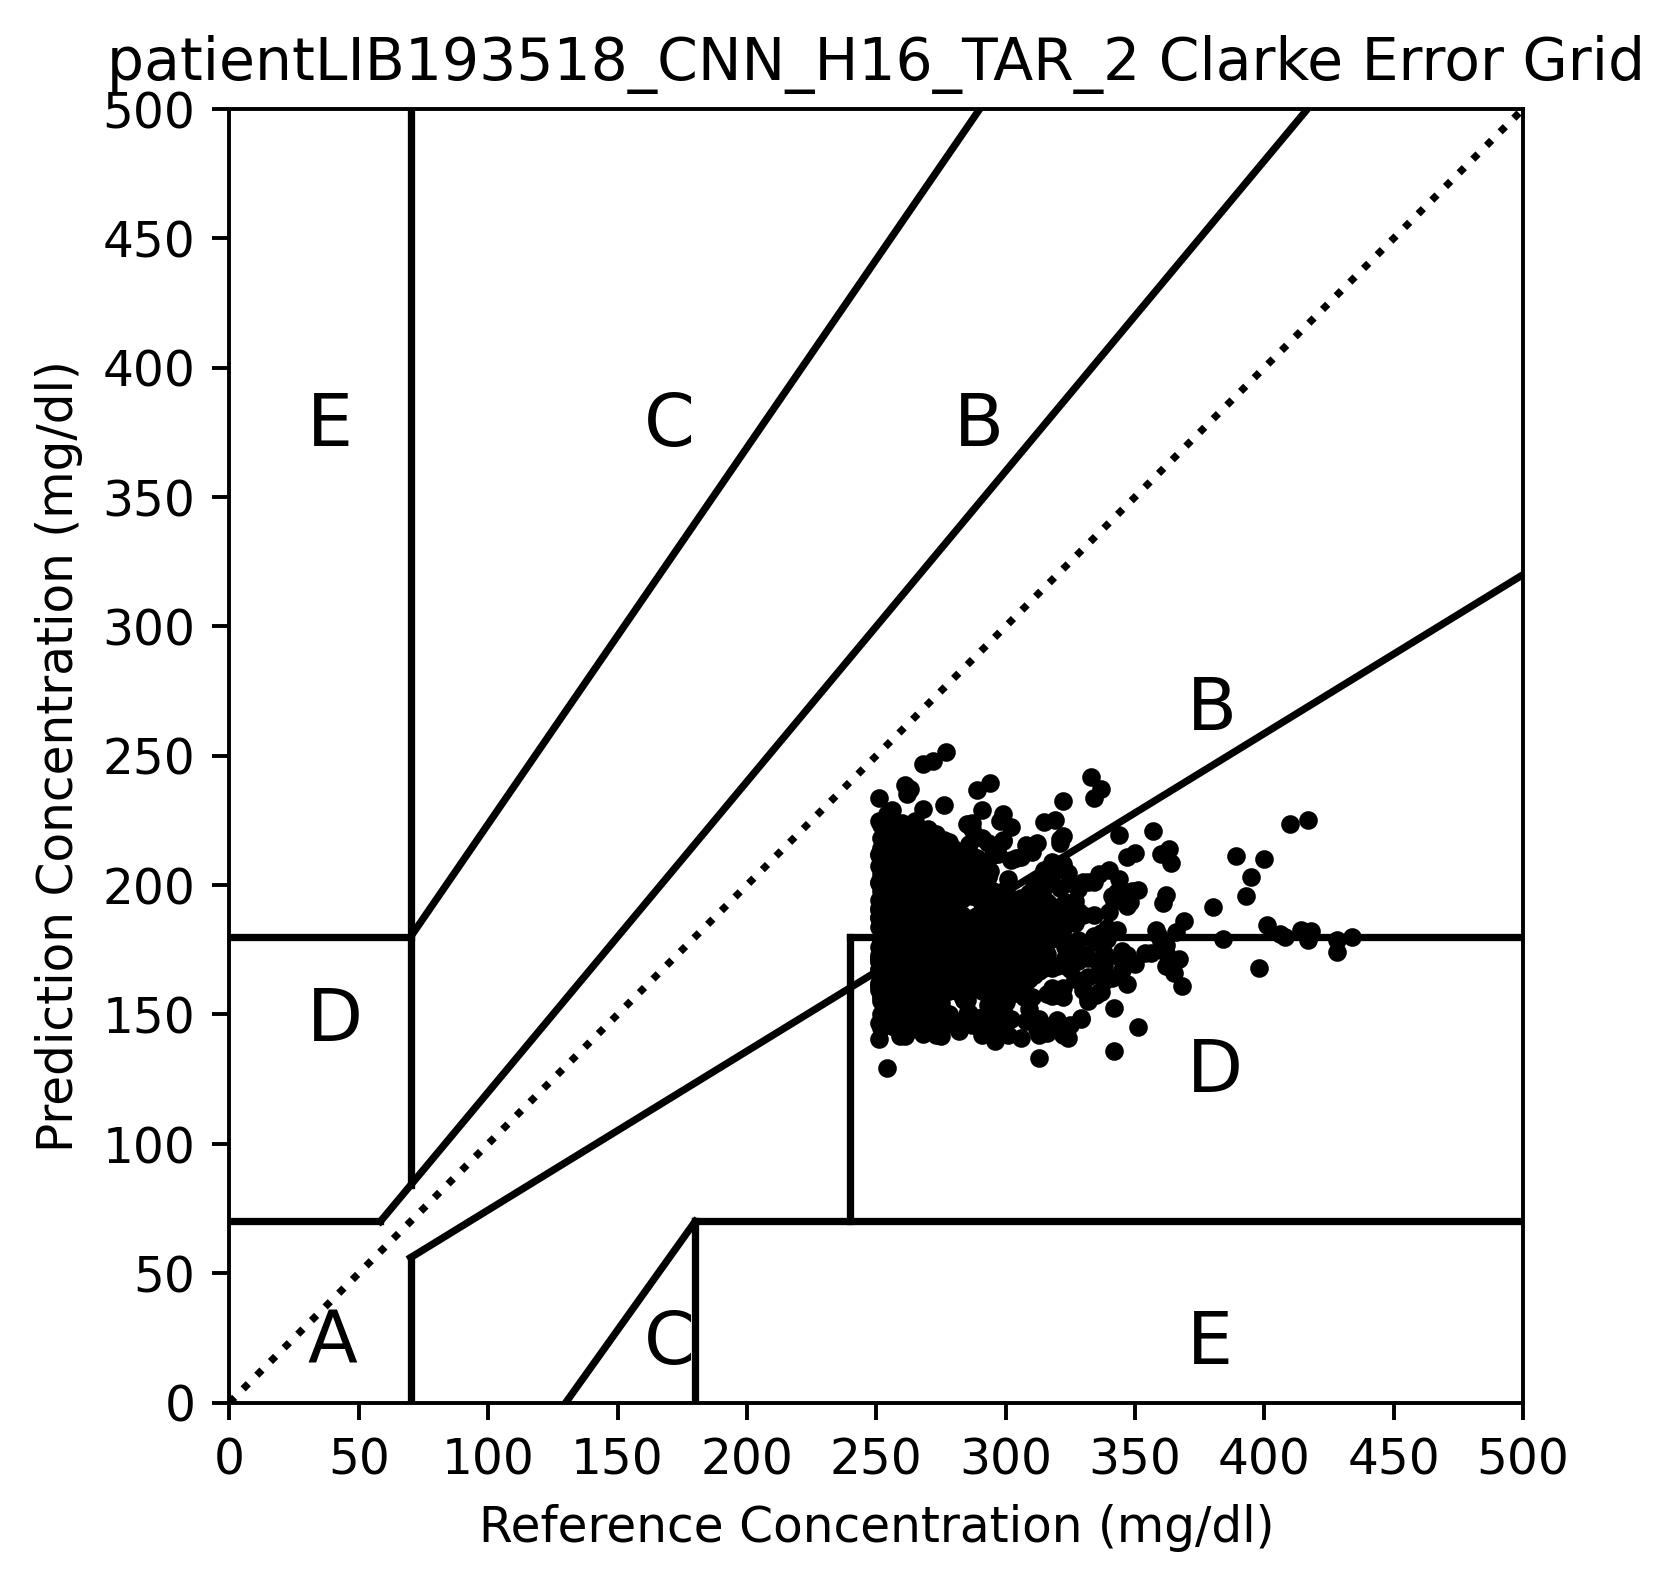 patientLIB193518_CNN_H16_TAR_2 Clarke Error Grid
500
450
400
350
300
250
200
150
100
50
0
Prediction Concentration (mg/dl)
E
C
B
B
D
D
A
C
E
0 50 100 150 200 250 300 350 400 450 500
Reference Concentration (mg/dl)